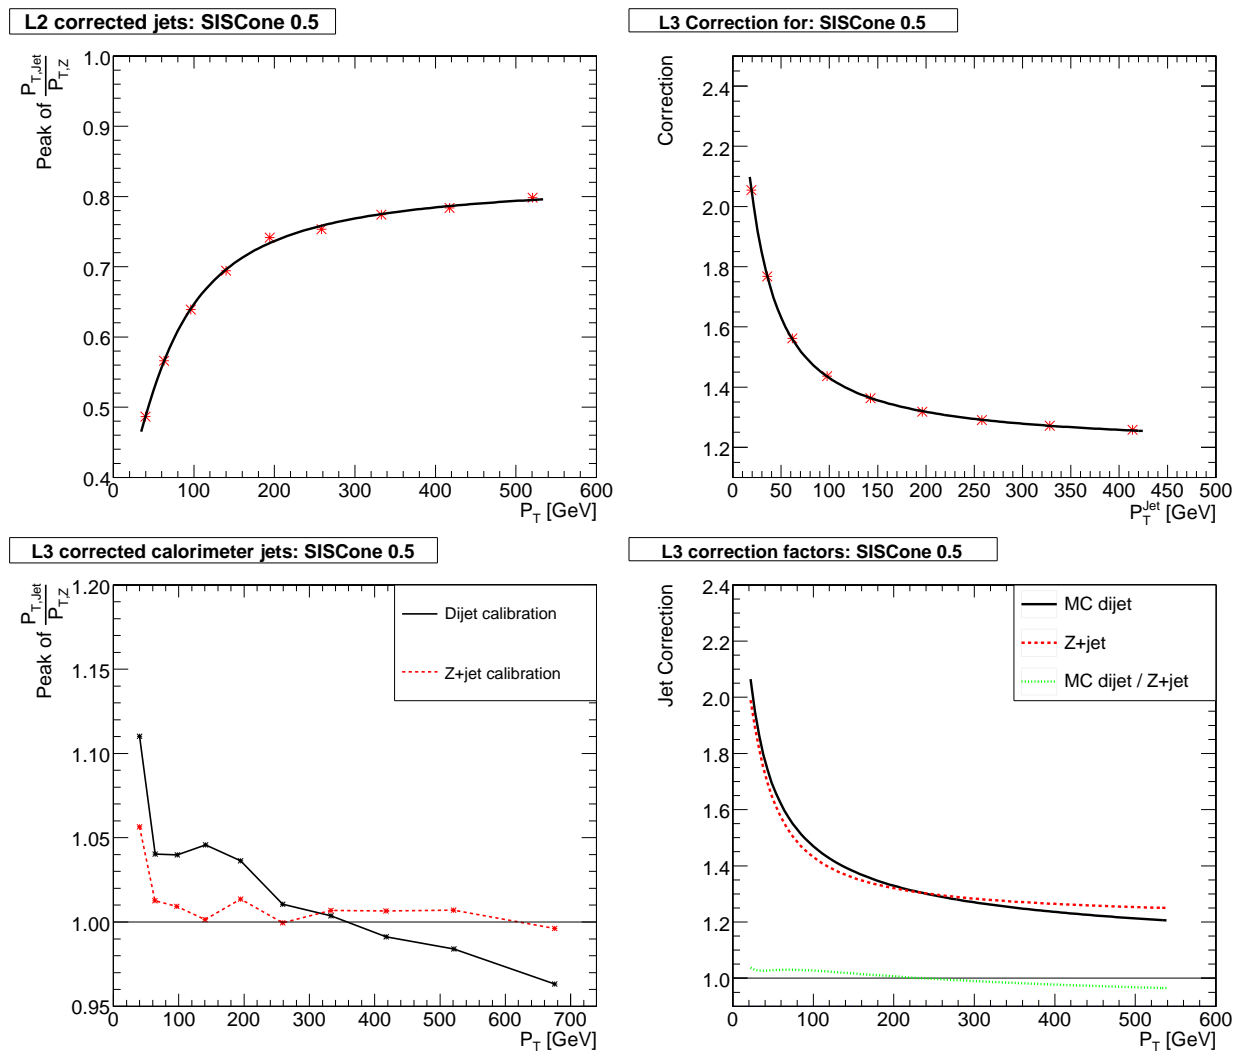 L2 corrected jets: SISCone 0.5
Peak of P_T,Jet / P_T,Z
1.0
0.9
0.8
0.7
0.6
0.5
0.4
0 100 200 300 400 500 600
P_T [GeV]
L3 Correction for: SISCone 0.5
Correction
2.4
2.2
2.0
1.8
1.6
1.4
1.2
0 50 100 150 200 250 300 350 400 450 500
P_T^Jet [GeV]
L3 corrected calorimeter jets: SISCone 0.5
Peak of P_T,Jet / P_T,Z
1.20
1.15
1.10
1.05
1.00
0.95
Dijet calibration
Z+jet calibration
0 100 200 300 400 500 600 700
P_T [GeV]
L3 correction factors: SISCone 0.5
Jet Correction
2.4
2.2
2.0
1.8
1.6
1.4
1.2
1.0
MC dijet
Z+jet
MC dijet / Z+jet
0 100 200 300 400 500 600
P_T [GeV]